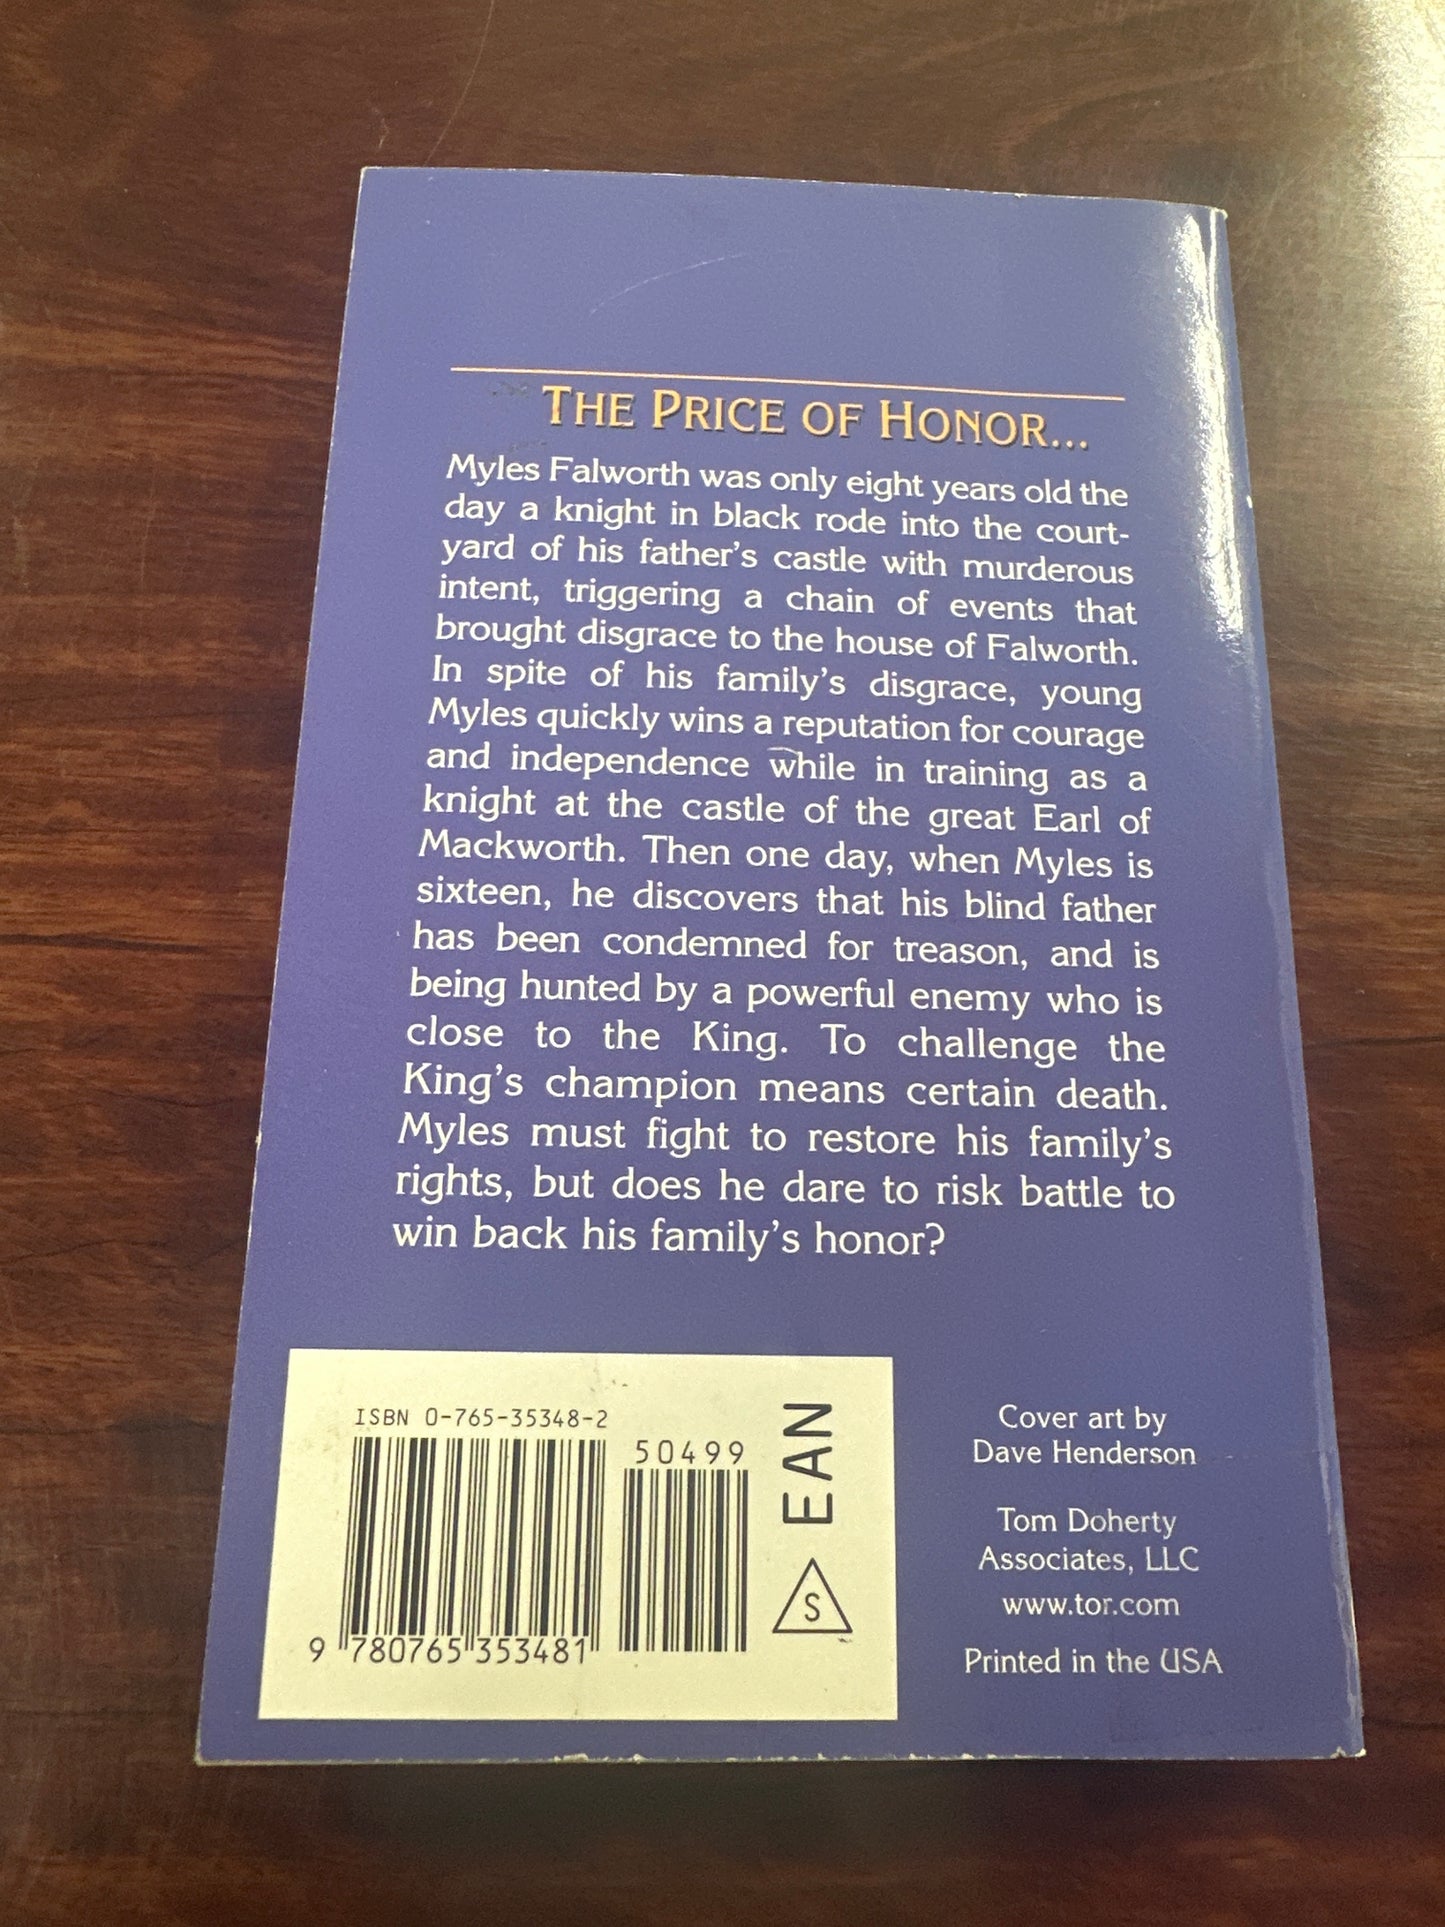 THE PRICE OF HONOR...
Myles Falworth was only eight years old the
day a knight in black rode into the court-
yard of his father's castle with murderous
intent, triggering a chain of events that
brought disgrace to the house of Falworth.
In spite of his family's disgrace, young
Myles quickly wins a reputation for courage
and independence while in training as a
knight at the castle of the great Earl of
Mackworth. Then one day, when Myles is
sixteen, he discovers that his blind father
has been condemned for treason, and is
being hunted by a powerful enemy who is
close to the King. To challenge the
King's champion means certain death.
Myles must fight to restore his family's
rights, but does he dare to risk battle to
win back his family's honor?
ISBN 0-765-35348-2
50499
9 780765 353481
EAN
S
Cover art by
Dave Henderson
Tom Doherty
Associates, LLC
www.tor.com
Printed in the USA